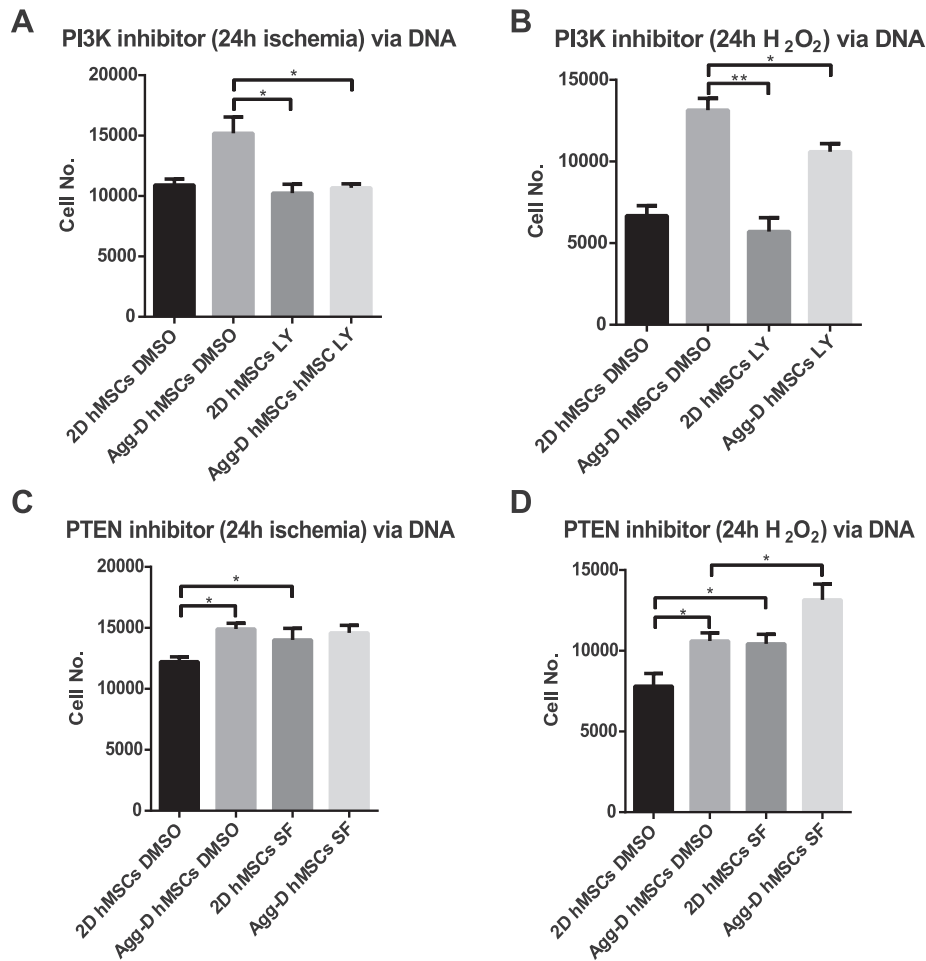 A
PI3K inhibitor (24h ischemia) via DNA
20000
15000
10000
5000
0
Cell No.
*
*
2D hMSCs DMSO
Agg-D hMSCs DMSO
2D hMSCs LY
Agg-D hMSCs hMSC LY
B
PI3K inhibitor (24h H2O2) via DNA
15000
10000
5000
0
Cell No.
*
**
2D hMSCs DMSO
Agg-D hMSCs DMSO
2D hMSCs LY
Agg-D hMSCs LY
C
PTEN inhibitor (24h ischemia) via DNA
20000
15000
10000
5000
0
Cell No.
*
*
2D hMSCs DMSO
Agg-D hMSCs DMSO
2D hMSCs SF
Agg-D hMSCs SF
D
PTEN inhibitor (24h H2O2) via DNA
15000
10000
5000
0
Cell No.
*
*
*
2D hMSCs DMSO
Agg-D hMSCs DMSO
2D hMSCs SF
Agg-D hMSCs SF